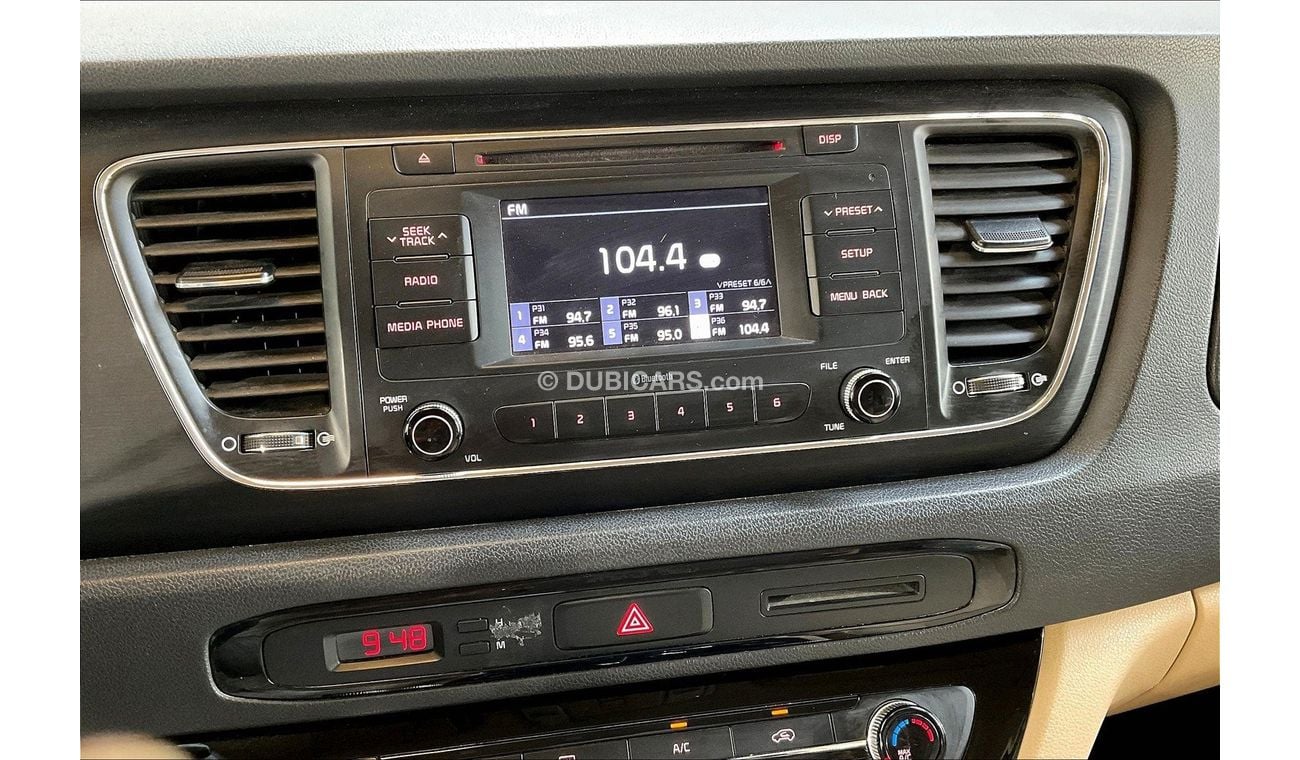 DISP
FM
SEEK
TRACK
PRESET
104.4
RADIO
SETUP
PRESET 6/6
MENU BACK
MEDIA PHONE
1 P31 FM 94.7 2 P32 FM 96.1 3 P33 FM 94.7
4 P34 FM 95.6 5 P35 FM 95.0 P36 FM 104.4
Bluetooth
© DUBICARS.com
FILE
ENTER
POWER
PUSH
1 2 3 4 5 6
VOL
TUNE
9:48
H
M
A/C
MAX
A/C